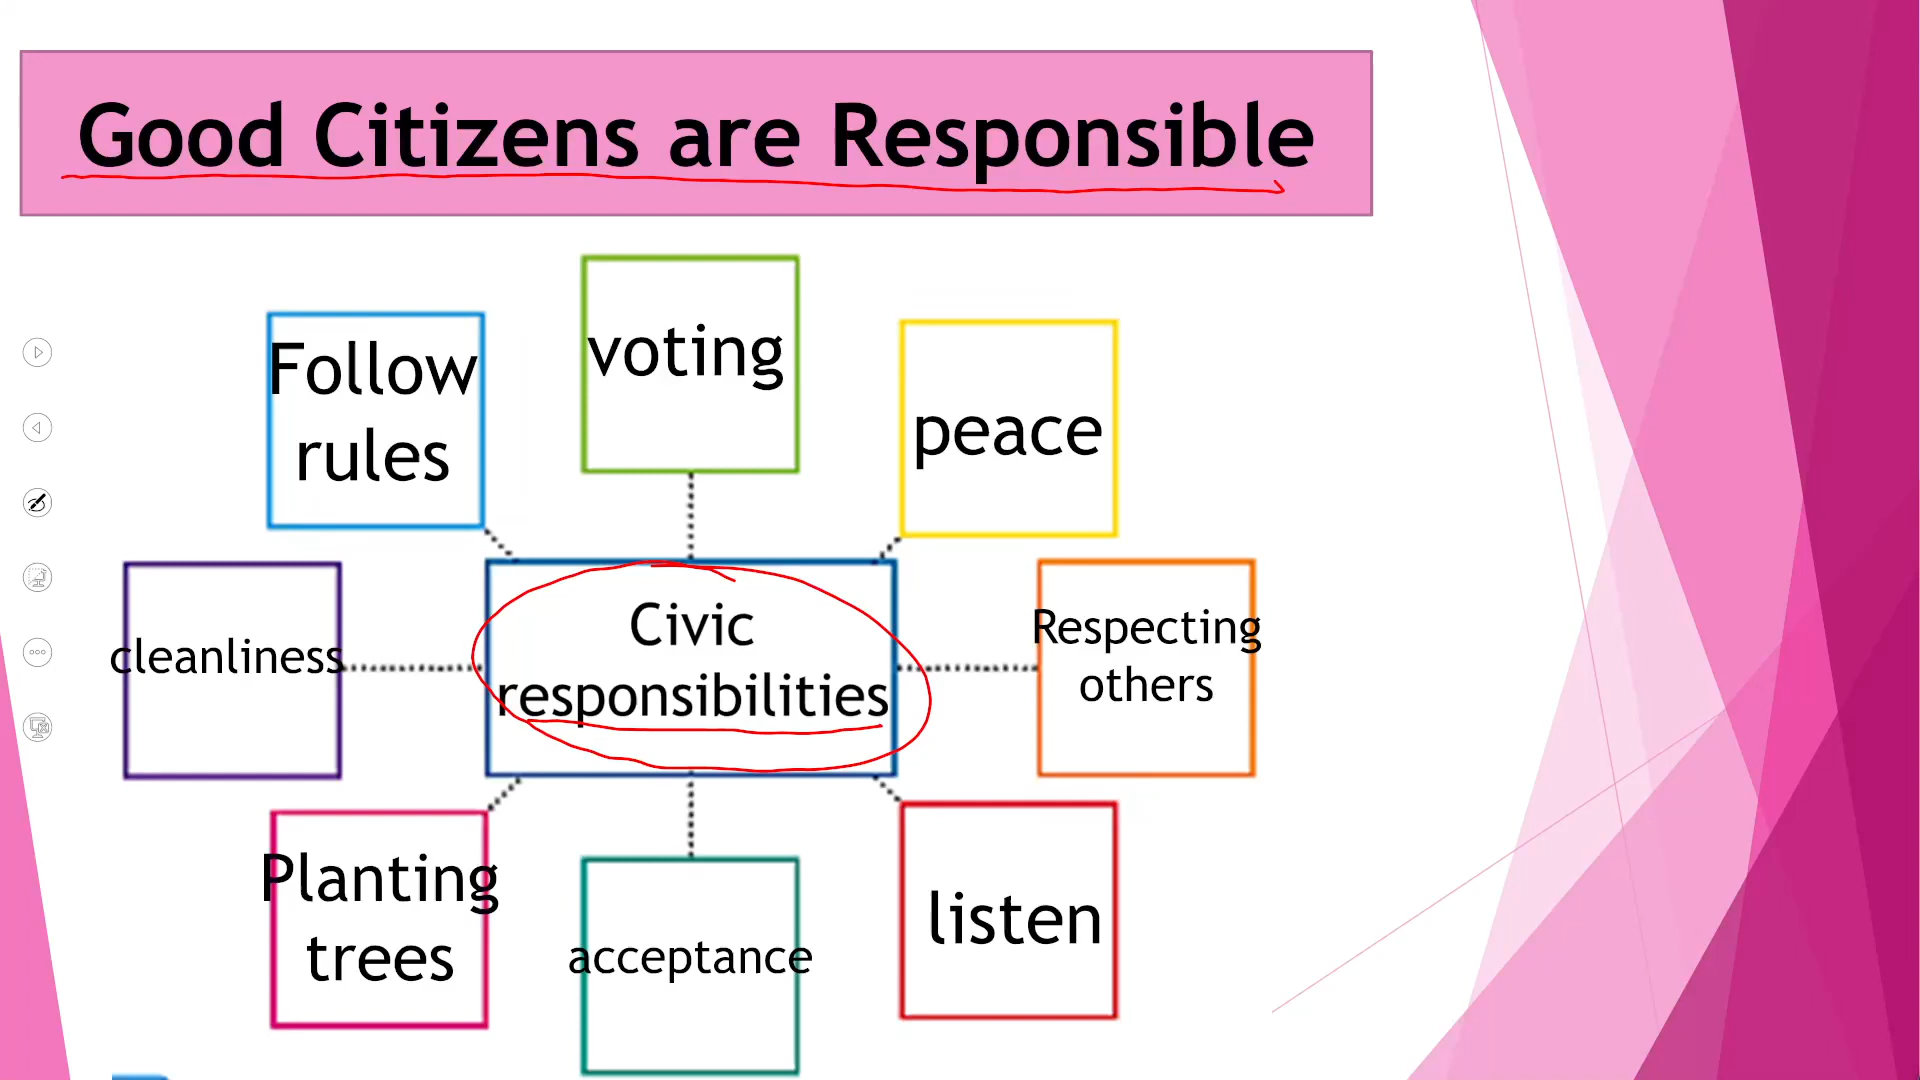 Good Citizens are Responsible
Follow
rules
voting
peace
cleanliness
Civic
responsibilities
Respecting
others
Planting
trees
acceptance
listen